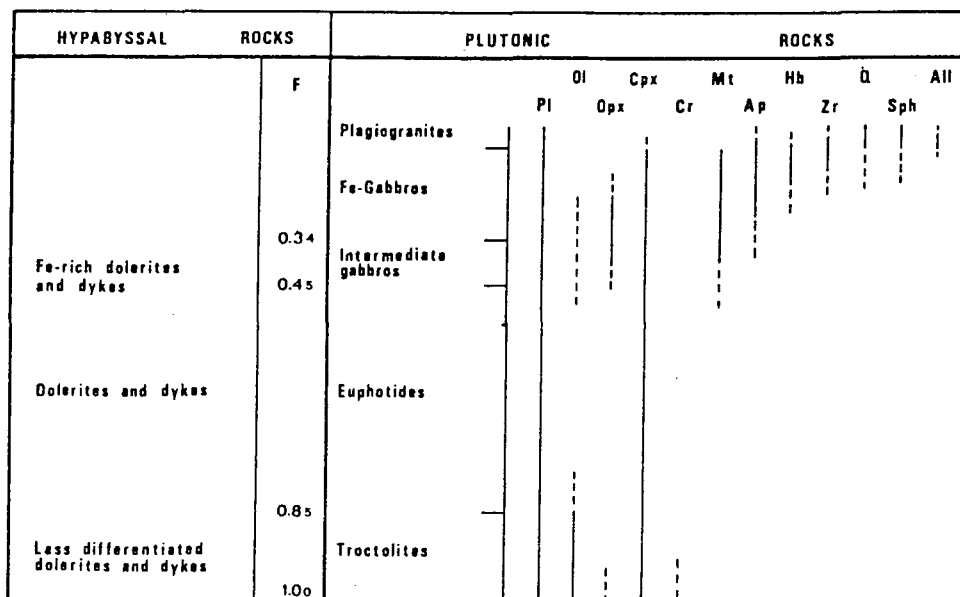 HYPABYSSAL ROCKS
PLUTONIC ROCKS
F
Ol Cpx Mt Hb Q All
Pl Opx Cr Ap Zr Sph
Plagiogranites
Fe-Gabbros
0.34
Intermediate
gabbros
Fe-rich dolerites
and dykes
0.45
Dolerites and dykes
Euphotides
0.85
Less differentiated
dolerites and dykes
Troctolites
1.00